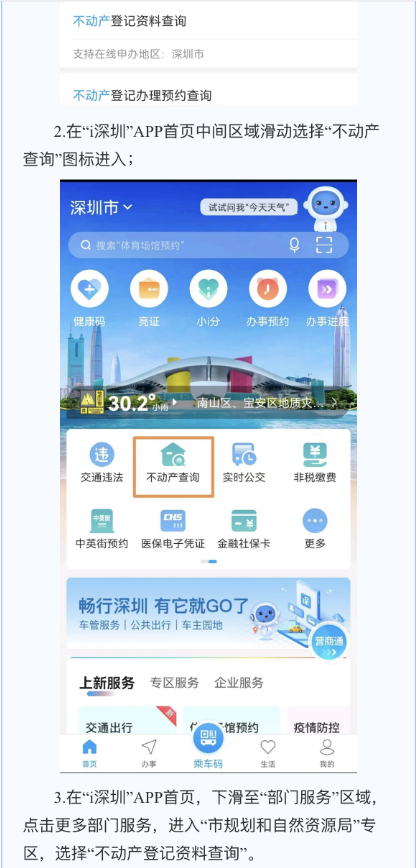 不动产登记资料查询
支持在线申办地区：深圳市
不动产登记办理预约查询
2.在“i深圳”APP首页中间区域滑动选择“不动产
查询”图标进入；
深圳市
试试问我“今天天气”
搜索“体育场馆预约”
健康码 亮证 小i分 办事预约 办事进度
30.2° 小雨 南山区、宝安区地质灾...
交通违法 不动产查询 实时公交 非税缴费
中英街预约 医保电子凭证 金融社保卡 更多
畅行深圳 有它就GO了
车管服务｜公共出行｜车主园地
营商通
上新服务 专区服务 企业服务
交通出行 馆预约 疫情防控
首页 办事 乘车码 生活 我的
3.在“i深圳”APP首页，下滑至“部门服务”区域，
点击更多部门服务，进入“市规划和自然资源局”专
区，选择“不动产登记资料查询”。